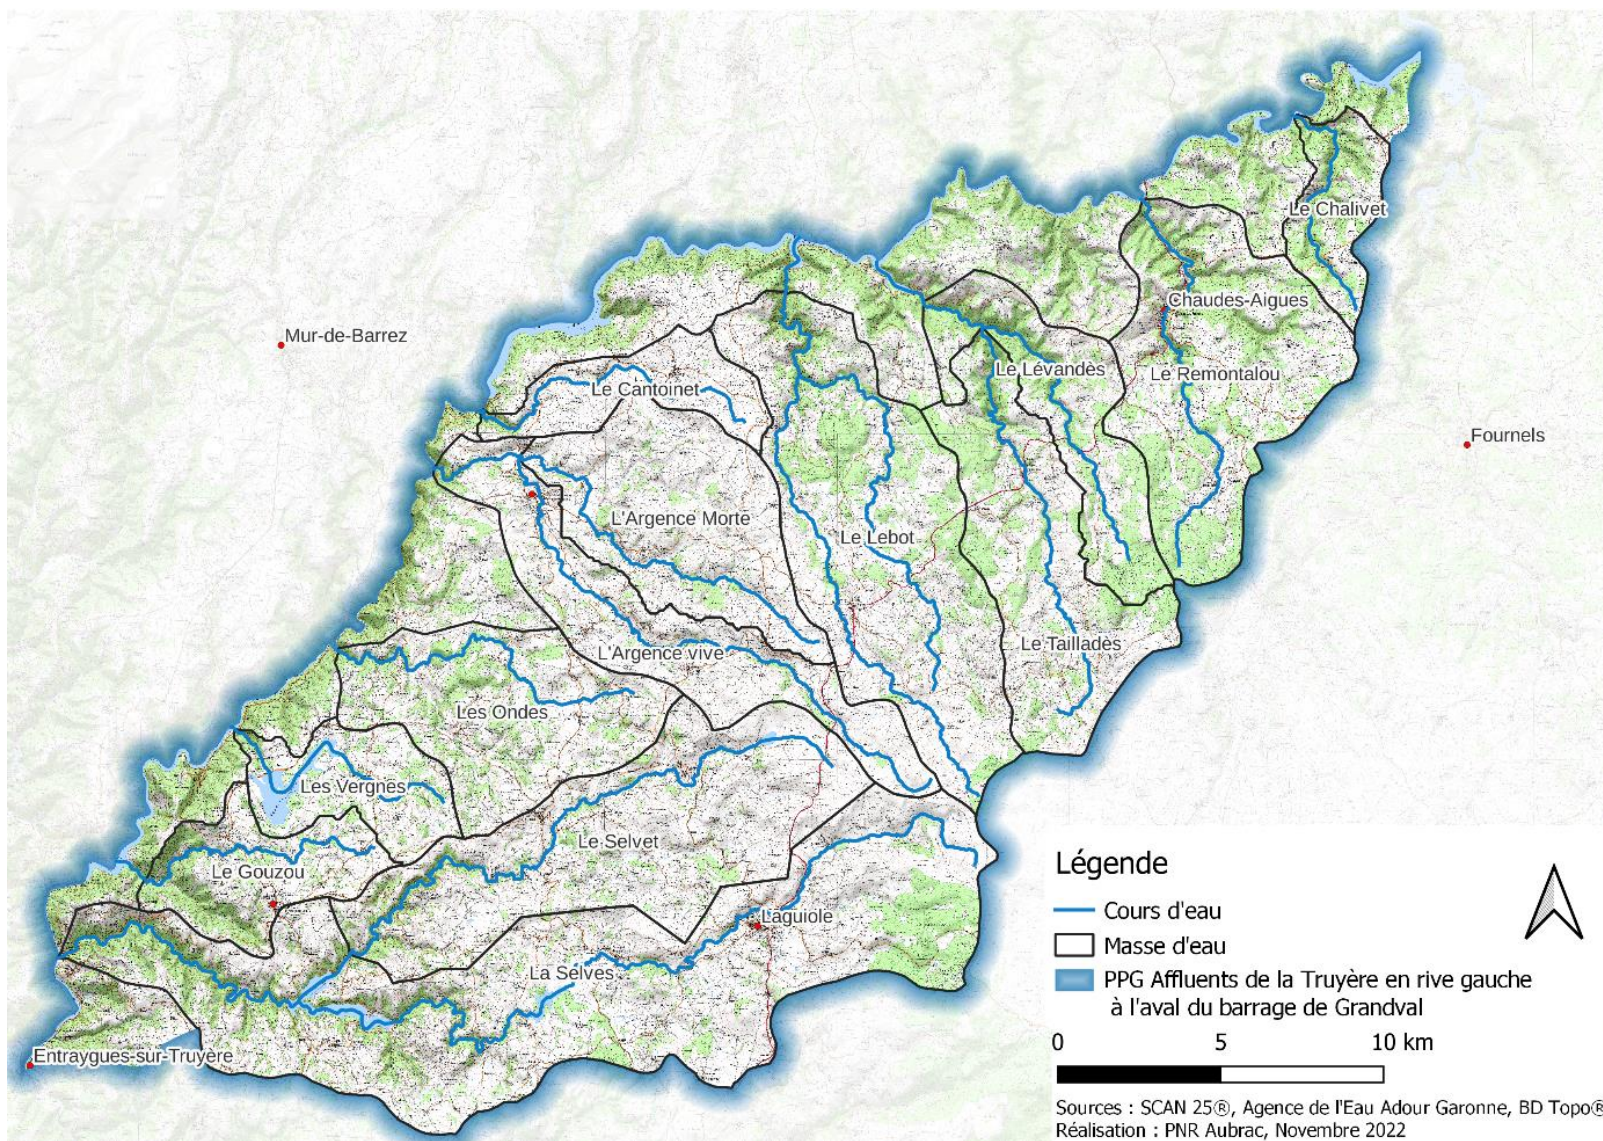 Le Chalivet
Chaudes-Aigues
Mur-de-Barrez
Le Lévandès
Le Remontalou
Le Cantoinet
Fournels
L'Argence Morte
Le Lebot
Le Taillades
L'Argence vive
Les Ondes
Les Vergnes
Le Selvet
Le Gouzou
Laguiole
La Selves
Entraygues-sur-Truyère
Légende
Cours d'eau
Masse d'eau
PPG Affluents de la Truyère en rive gauche
à l'aval du barrage de Grandval
0 5 10 km
Sources : SCAN 25®, Agence de l'Eau Adour Garonne, BD Topo®
Réalisation : PNR Aubrac, Novembre 2022